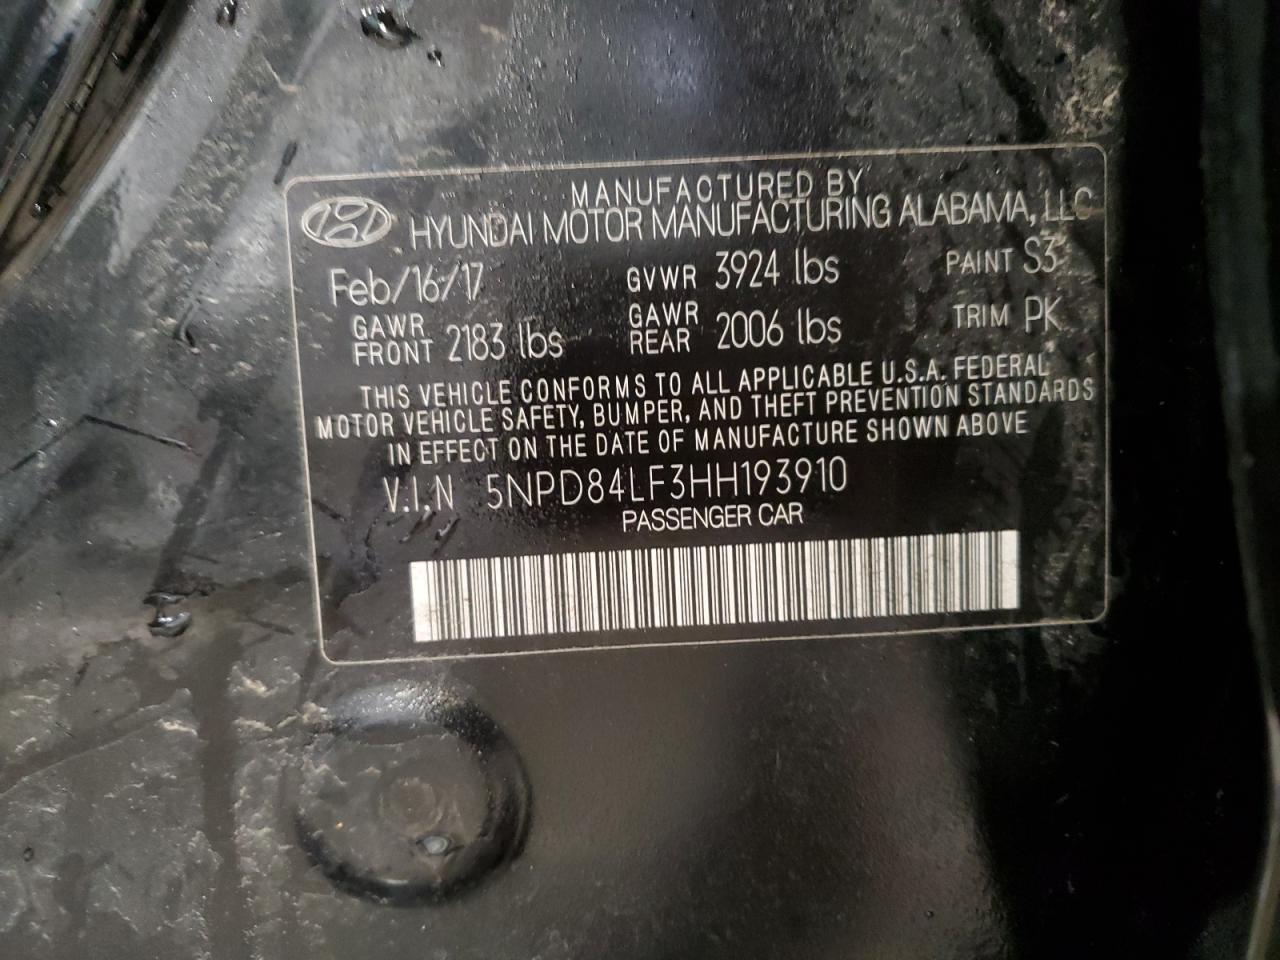 MANUFACTURED BY
HYUNDAI MOTOR MANUFACTURING ALABAMA, LLC
Feb/16/17 GVWR 3924 lbs PAINT S3
GAWR FRONT 2183 lbs GAWR REAR 2006 lbs TRIM PK
THIS VEHICLE CONFORMS TO ALL APPLICABLE U.S.A. FEDERAL
MOTOR VEHICLE SAFETY, BUMPER, AND THEFT PREVENTION STANDARDS
IN EFFECT ON THE DATE OF MANUFACTURE SHOWN ABOVE
V.I.N 5NPD84LF3HH193910
PASSENGER CAR